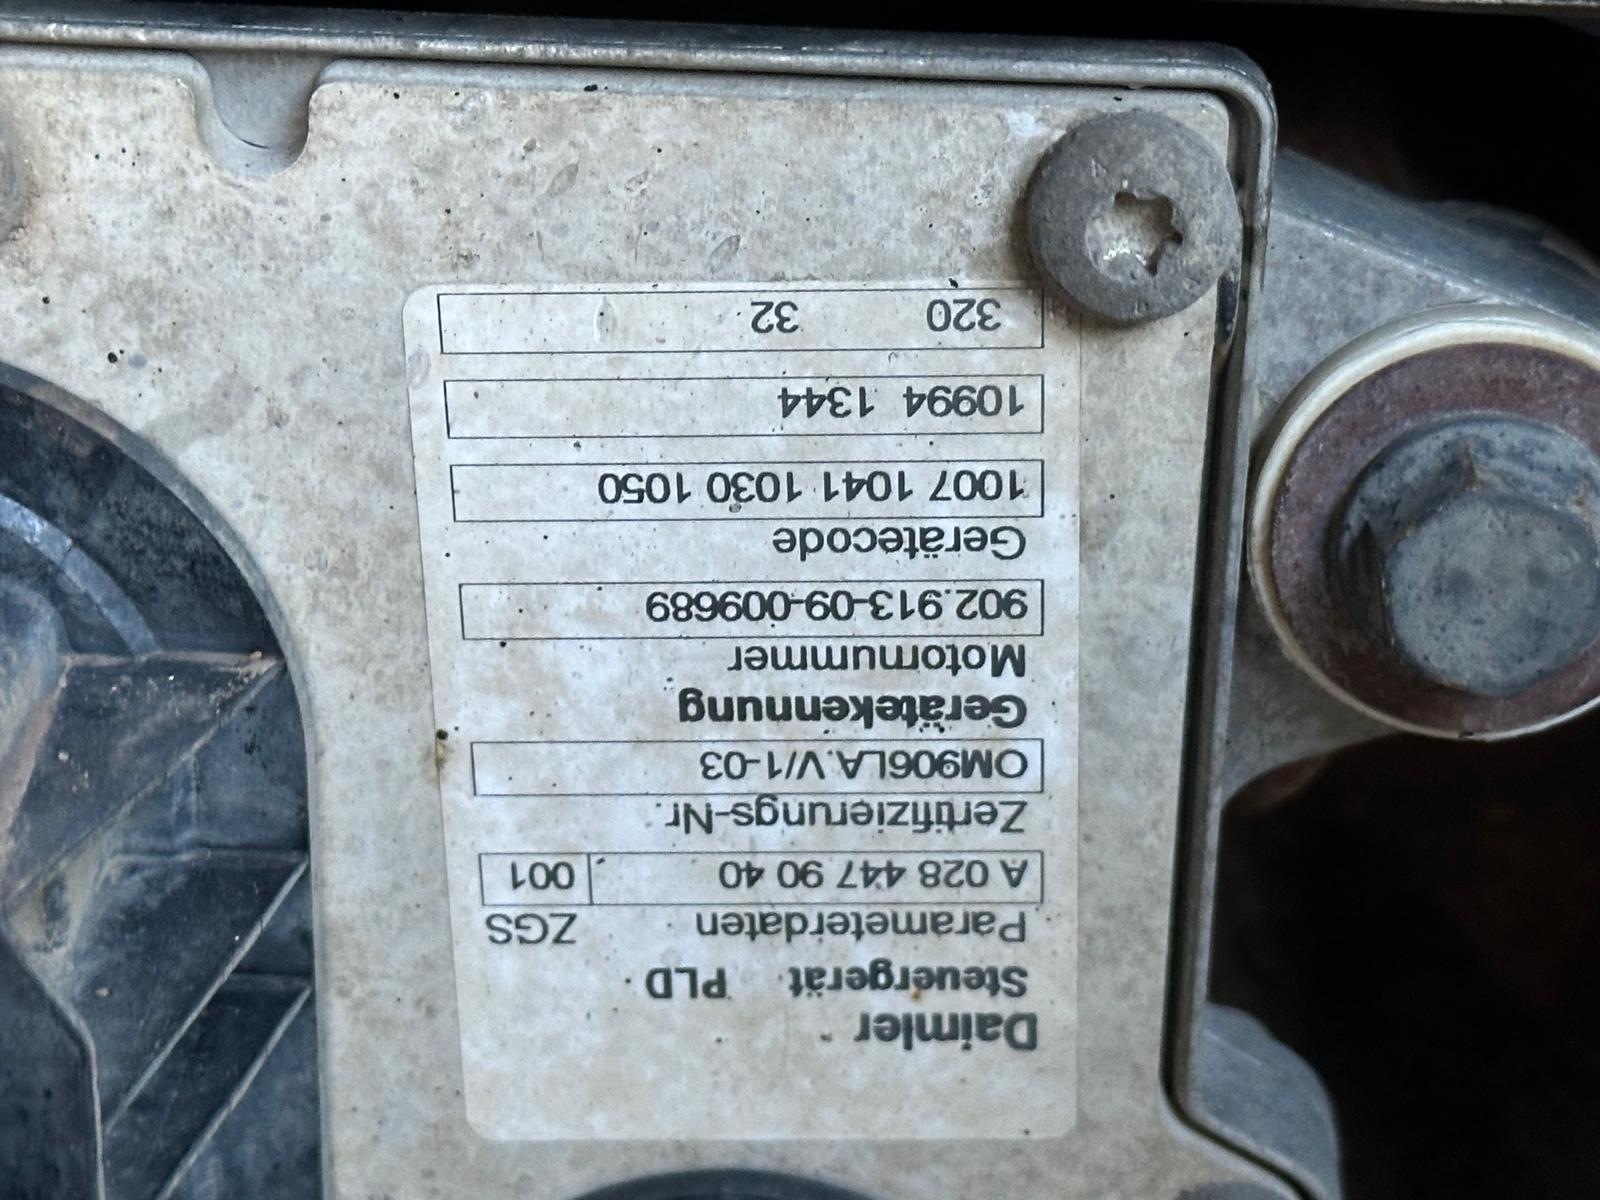 Daimler
Steuergerät PLD
Parameterdaten ZGS
A 028 447 90 40 001
Zertifizierungs-Nr.
OM906LA.V/1-03
Gerätekennung
Motornummer
902.913-09-009689
Gerätecode
1007 1041 1030 1050
10994 1344
320 32